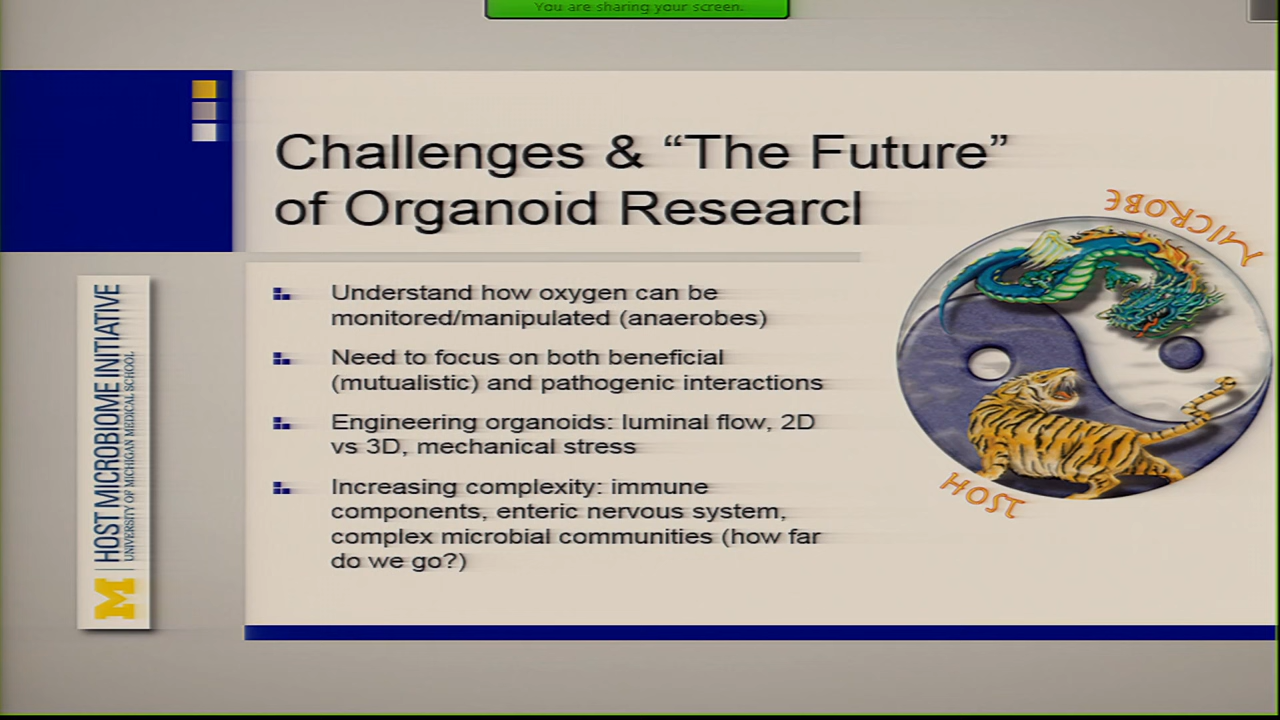 You are sharing your screen.
Challenges & “The Future”
of Organoid Researcl
MICROBE
Understand how oxygen can be
monitored/manipulated (anaerobes)
Need to focus on both beneficial
(mutualistic) and pathogenic interactions
Engineering organoids: luminal flow, 2D
vs 3D, mechanical stress
Increasing complexity: immune
components, enteric nervous system,
complex microbial communities (how far
do we go?)
HOST
M
HOST MICROBIOME INITIATIVE
UNIVERSITY OF MICHIGAN MEDICAL SCHOOL